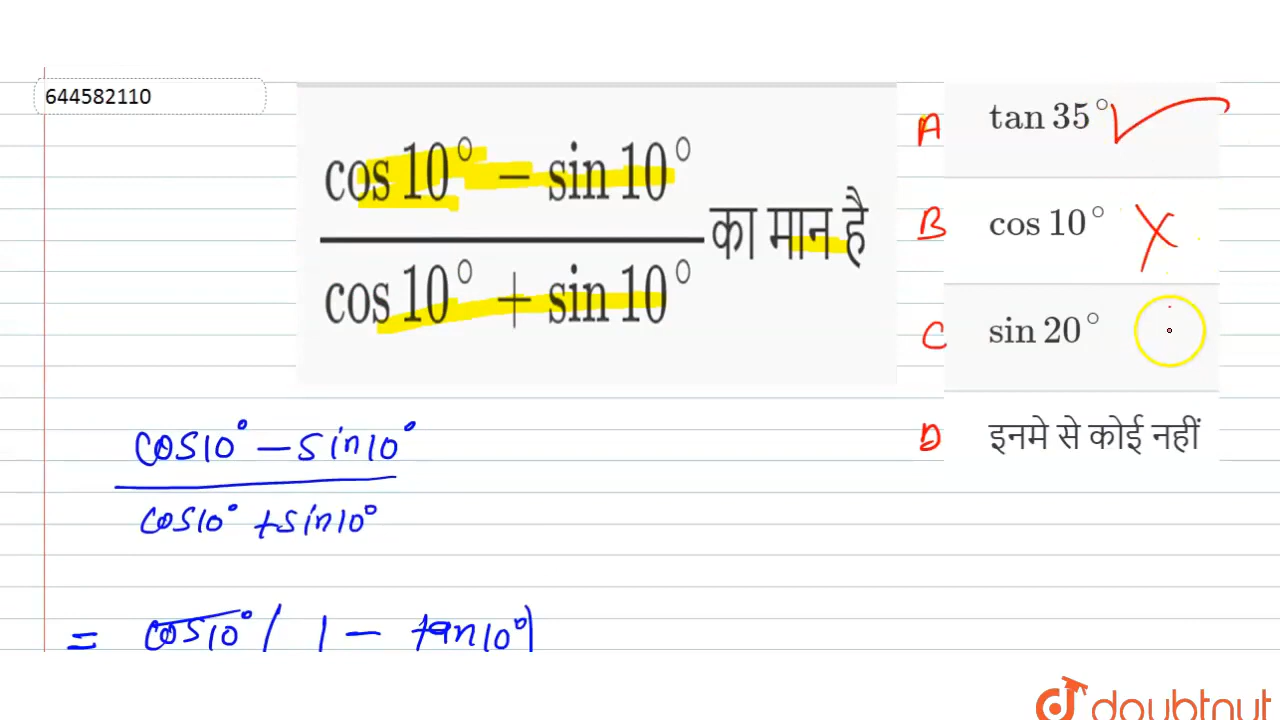 644582110
cos 10° − sin 10°
cos 10° + sin 10°
का मान है
A tan 35°
B cos 10°
C sin 20°
D इनमे से कोई नहीं
cos10° − sin10°
cos10° + sin10°
= cos10° ( 1 − tan10° )
doubtnut